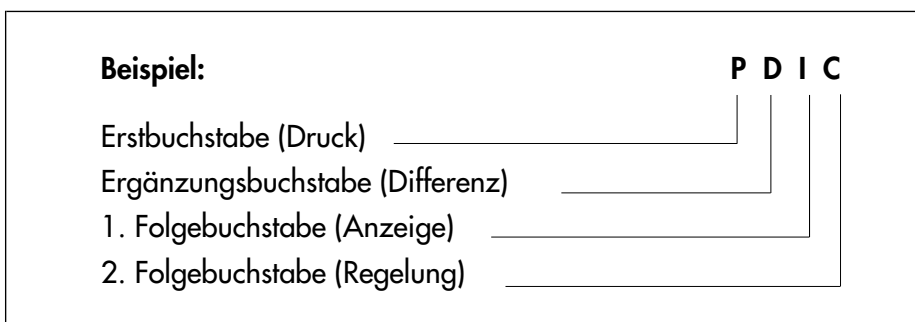 Beispiel: P D I C
Erstbuchstabe (Druck)
Ergänzungsbuchstabe (Differenz)
1. Folgebuchstabe (Anzeige)
2. Folgebuchstabe (Regelung)